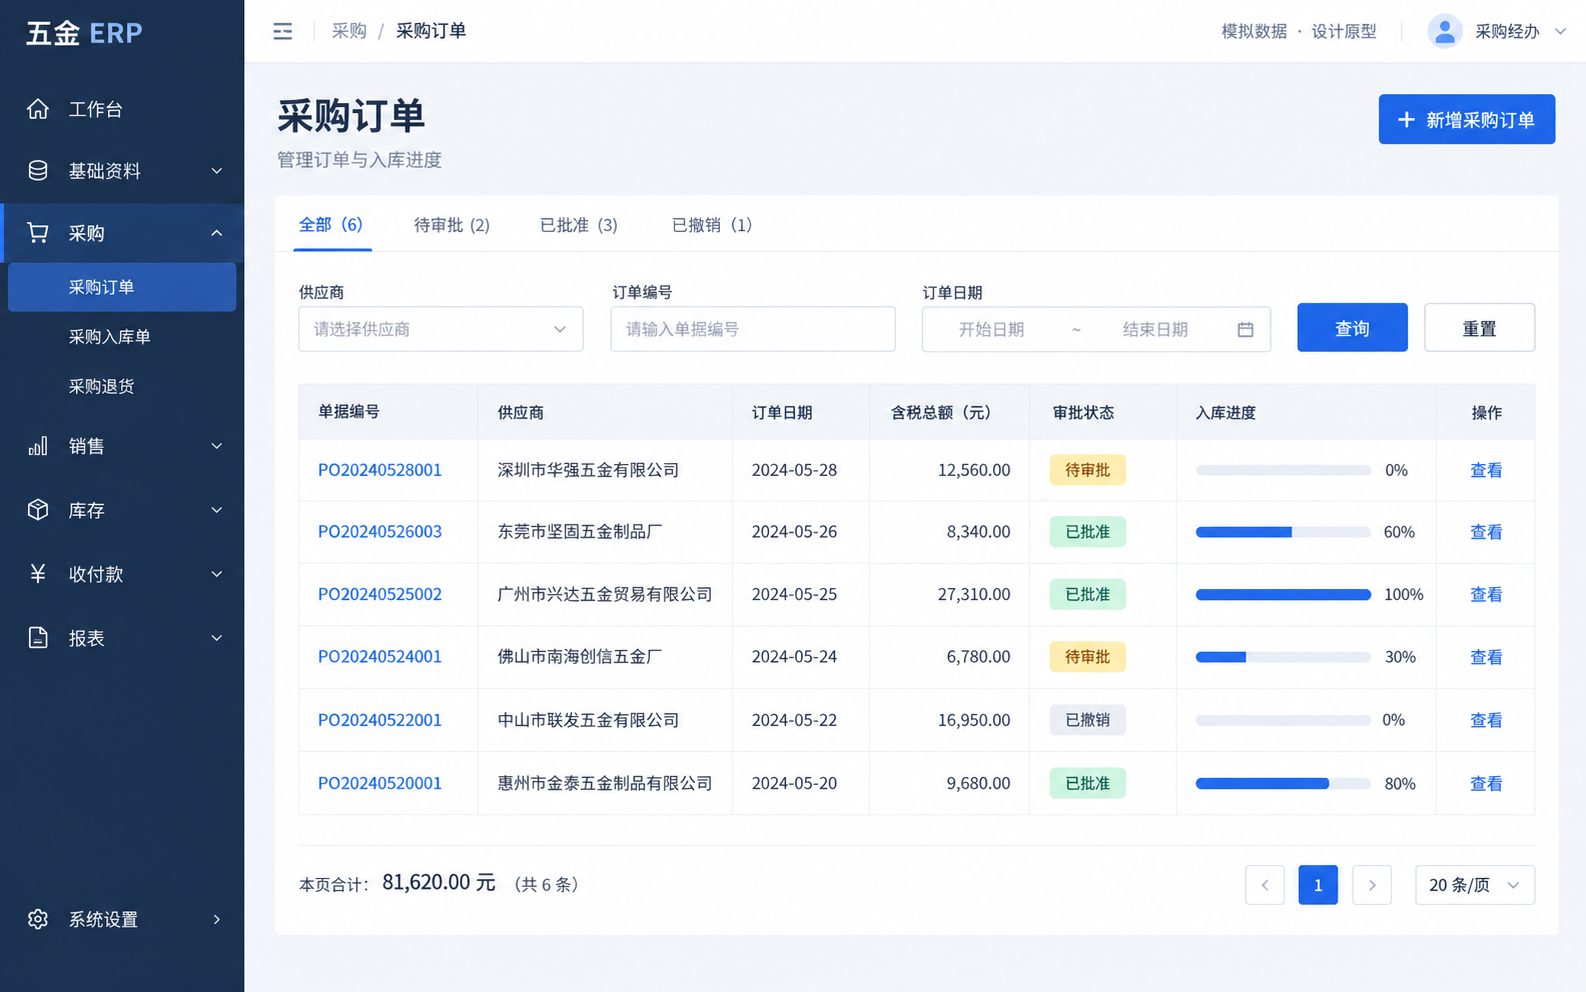 五金 ERP
工作台
基础资料
采购
采购订单
采购入库单
采购退货
销售
库存
收付款
报表
系统设置
采购 / 采购订单
模拟数据 · 设计原型
采购经办
采购订单
管理订单与入库进度
+ 新增采购订单
全部（6） 待审批 (2) 已批准 (3) 已撤销（1）
供应商 订单编号 订单日期
请选择供应商 请输入单据编号 开始日期 ~ 结束日期 查询 重置
单据编号 供应商 订单日期 含税总额（元） 审批状态 入库进度 操作
PO20240528001 深圳市华强五金有限公司 2024-05-28 12,560.00 待审批 0% 查看
PO20240526003 东莞市坚固五金制品厂 2024-05-26 8,340.00 已批准 60% 查看
PO20240525002 广州市兴达五金贸易有限公司 2024-05-25 27,310.00 已批准 100% 查看
PO20240524001 佛山市南海创信五金厂 2024-05-24 6,780.00 待审批 30% 查看
PO20240522001 中山市联发五金有限公司 2024-05-22 16,950.00 已撤销 0% 查看
PO20240520001 惠州市金泰五金制品有限公司 2024-05-20 9,680.00 已批准 80% 查看
本页合计： 81,620.00 元 （共 6 条） < 1 > 20 条/页